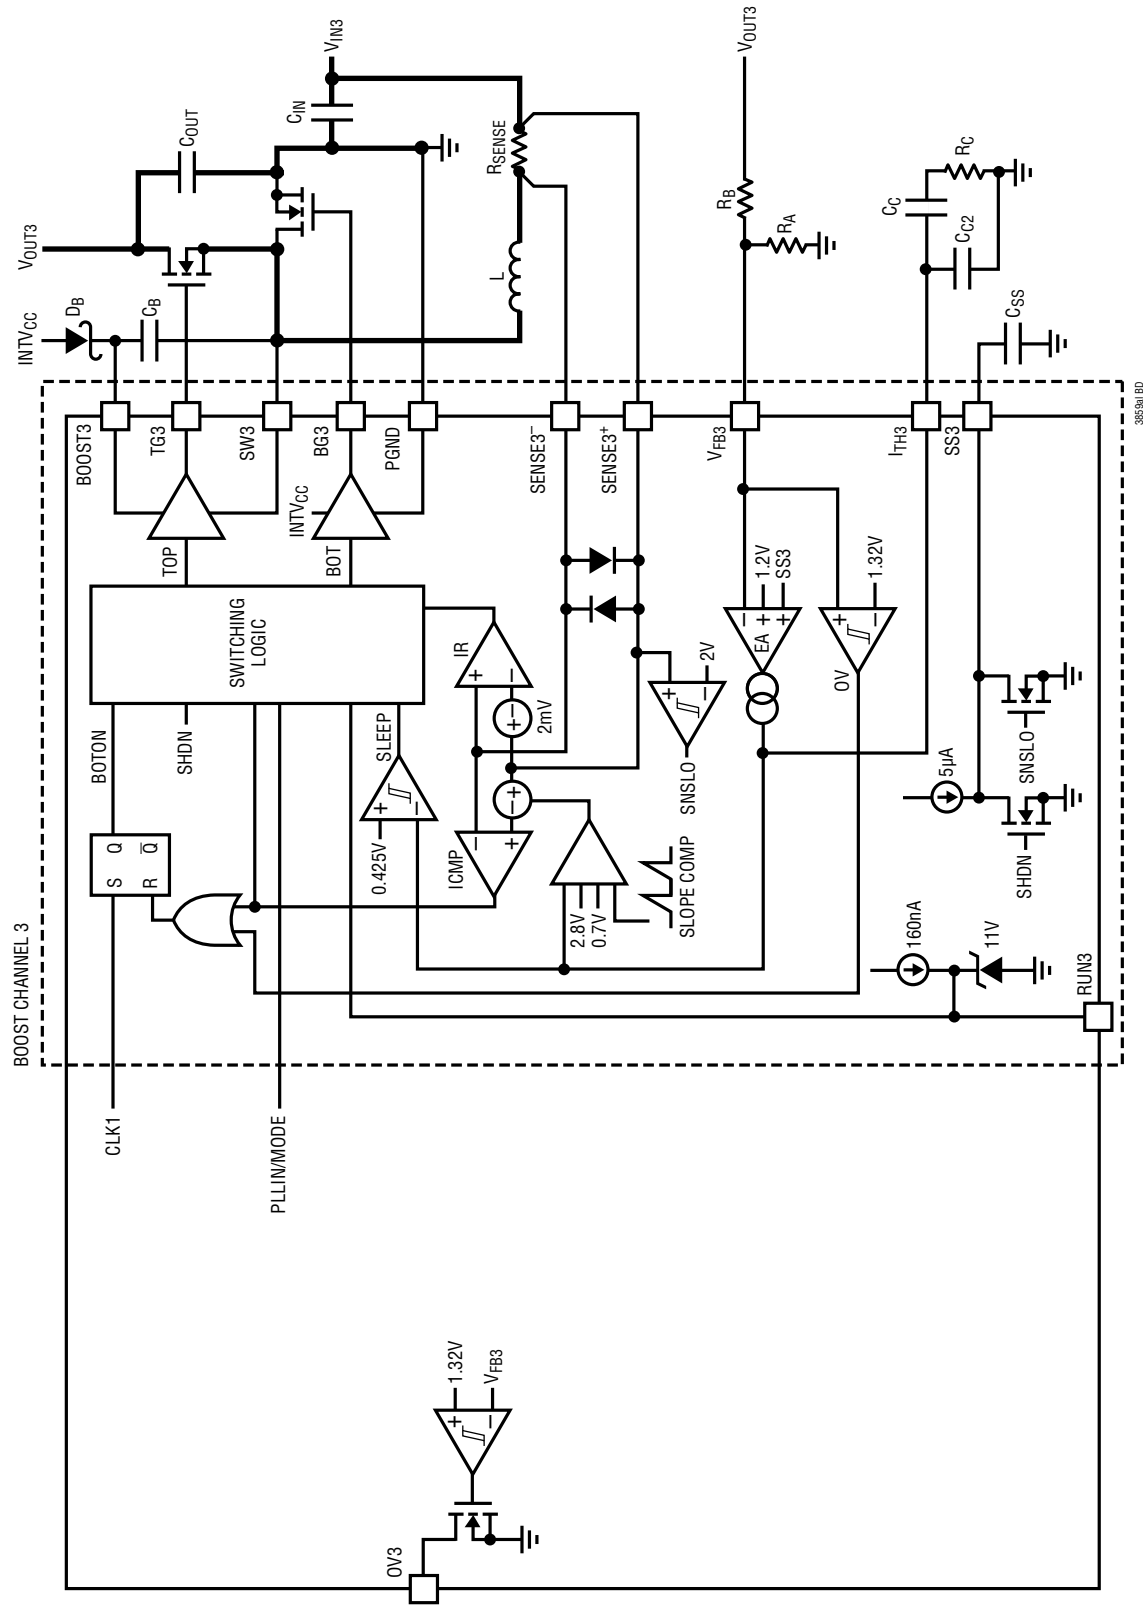 VIN3
VOUT3
COUT
CIN
RSENSE
VOUT3
RB
RA
CC
RC
CC2
CSS
INTVCC
DB
CB
L
BOOST3
TG3
SW3
BG3
PGND
SENSE3–
SENSE3+
VFB3
ITH3
SS3
3859al BD
INTVCC
TOP
BOT
1.2V
SS3
1.32V
SWITCHING
LOGIC
IR
+
–
– +
2mV
+
–
2V
SNSLO
–
+
+
EA
+
–
OV
BOTON
SHDN
SLEEP
+
–
0.425V
– +
–
+
ICMP
5µA
SNSLO
SHDN
S
Q
R
Q̅
2.8V
0.7V
SLOPE COMP
160nA
11V
RUN3
BOOST CHANNEL 3
CLK1
PLLIN/MODE
1.32V
VFB3
+
–
OV3